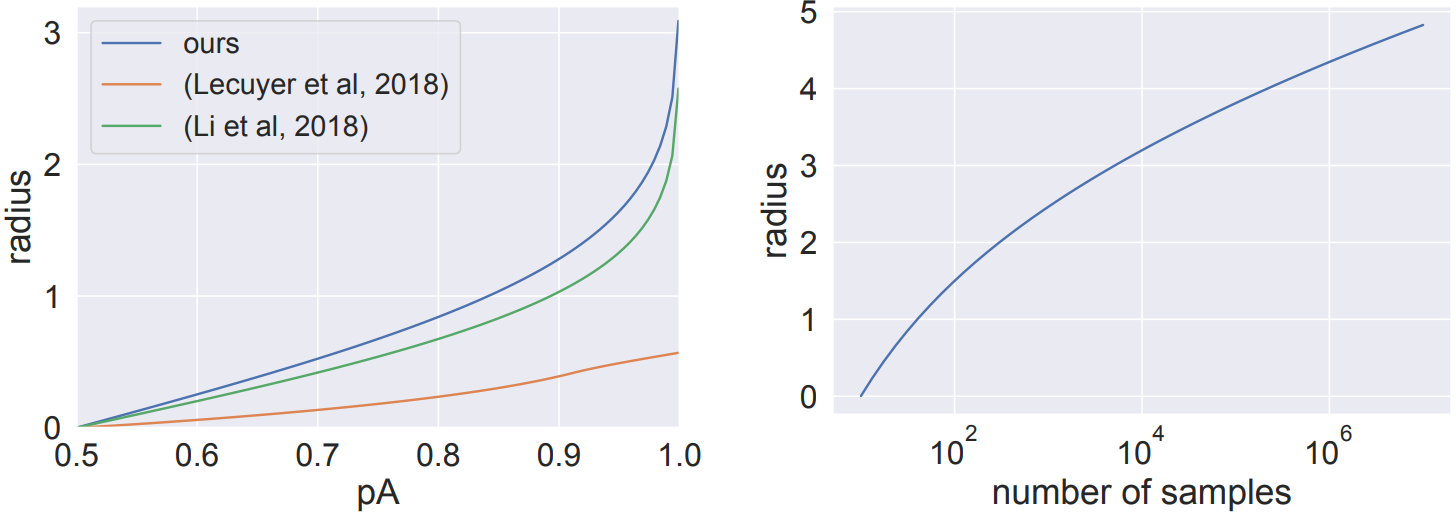 3
2
1
0
radius
ours
(Lecuyer et al, 2018)
(Li et al, 2018)
0.5 0.6 0.7 0.8 0.9 1.0
pA
5
4
3
2
1
0
radius
10^2 10^4 10^6
number of samples